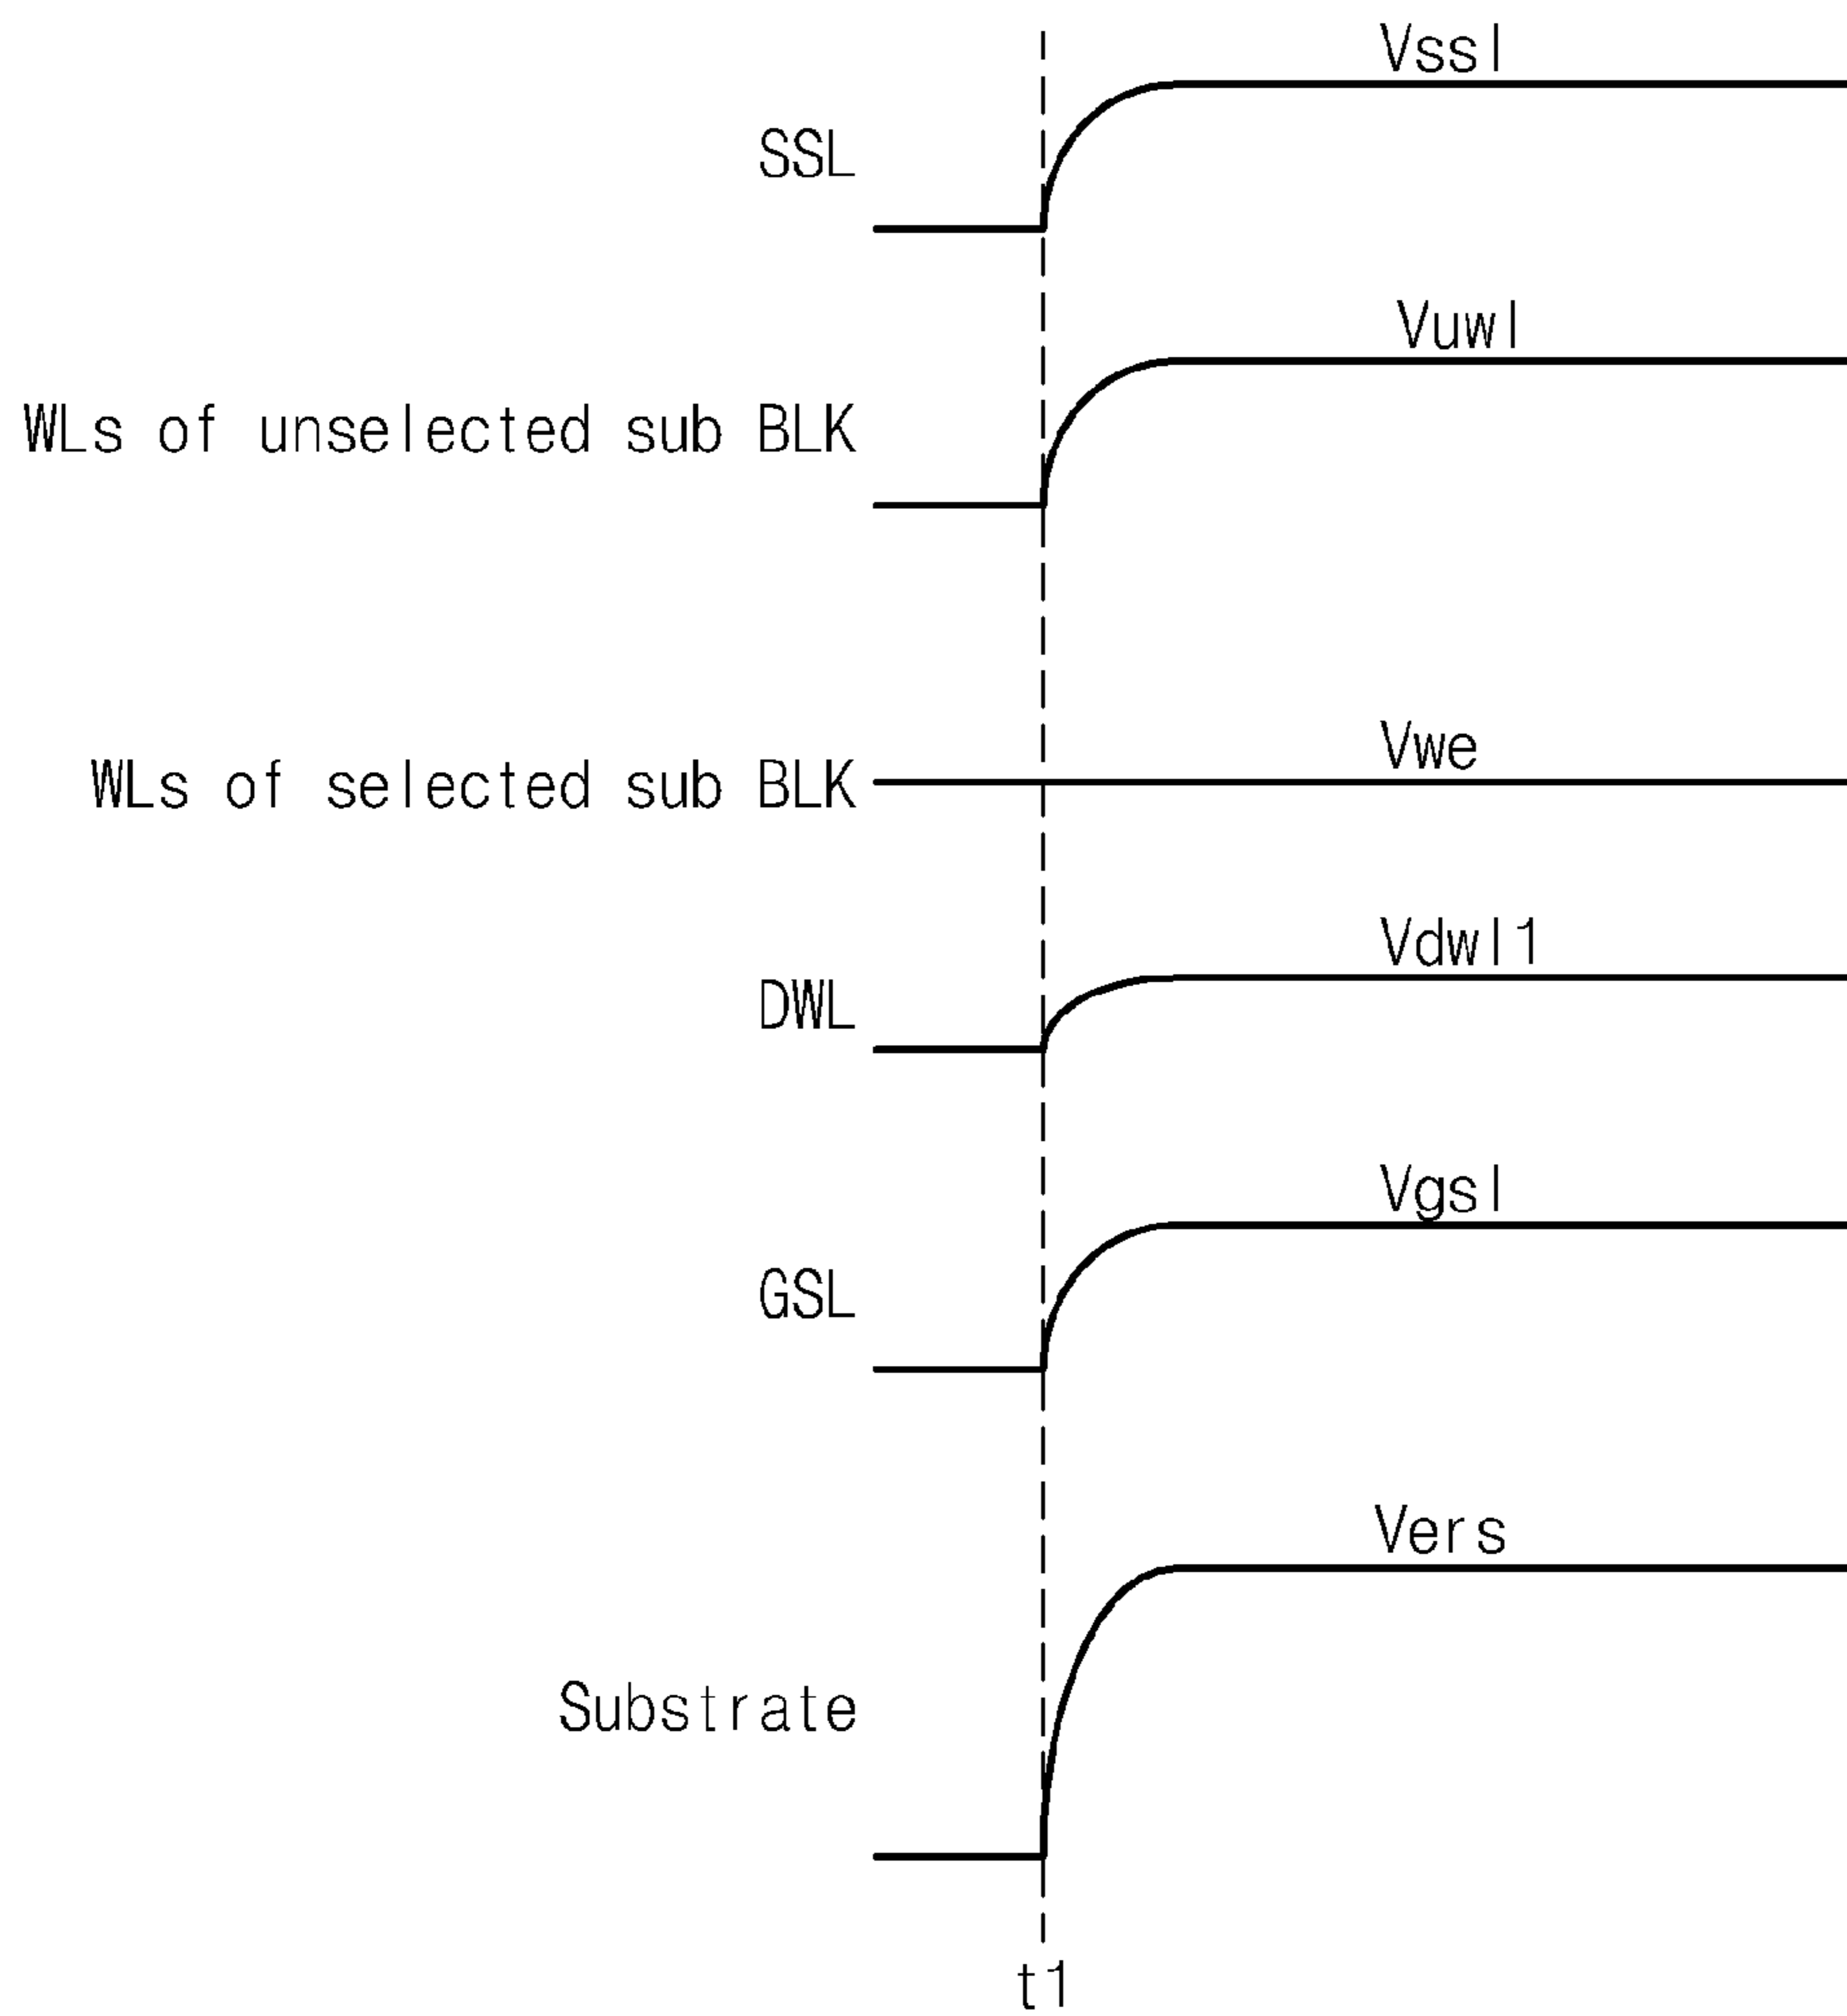 Vssl
SSL
Vuwl
WLs of unselected sub BLK
Vwe
WLs of selected sub BLK
Vdwl1
DWL
Vgsl
GSL
Vers
Substrate
t1